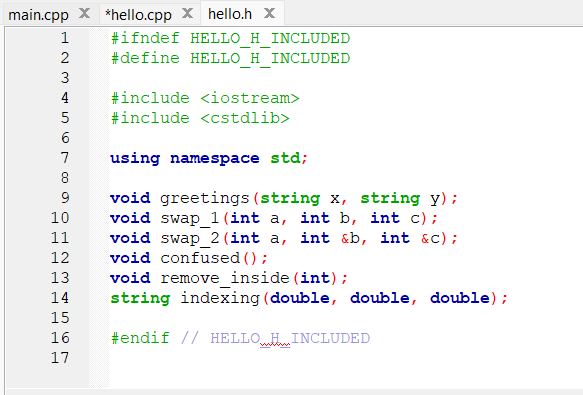 main.cpp X *hello.cpp X hello.h X
1 #ifndef HELLO_H_INCLUDED
2 #define HELLO_H_INCLUDED
3
4 #include <iostream>
5 #include <cstdlib>
6
7 using namespace std;
8
9 void greetings(string x, string y);
10 void swap_1(int a, int b, int c);
11 void swap_2(int a, int &b, int &c);
12 void confused();
13 void remove_inside(int);
14 string indexing(double, double, double);
15
16 #endif // HELLO_H_INCLUDED
17